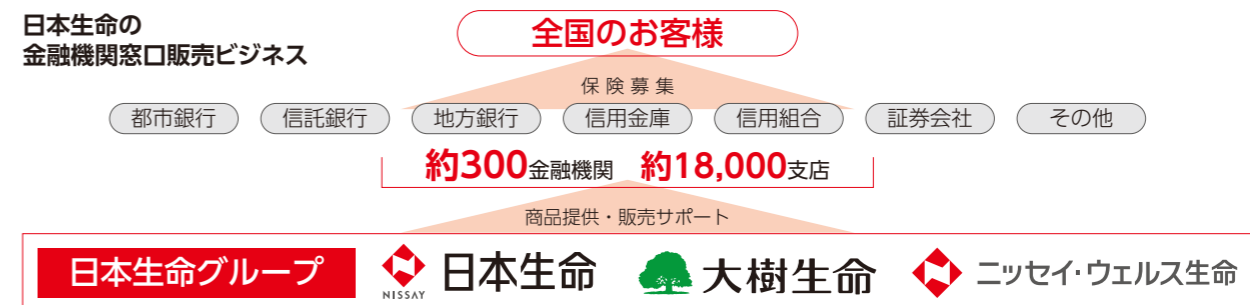 日本生命の
金融機関窓口販売ビジネス
全国のお客様
保険募集
都市銀行 信託銀行 地方銀行 信用金庫 信用組合 証券会社 その他
約300金融機関 約18,000支店
商品提供・販売サポート
日本生命グループ NISSAY 日本生命 大樹生命 ニッセイ・ウェルス生命